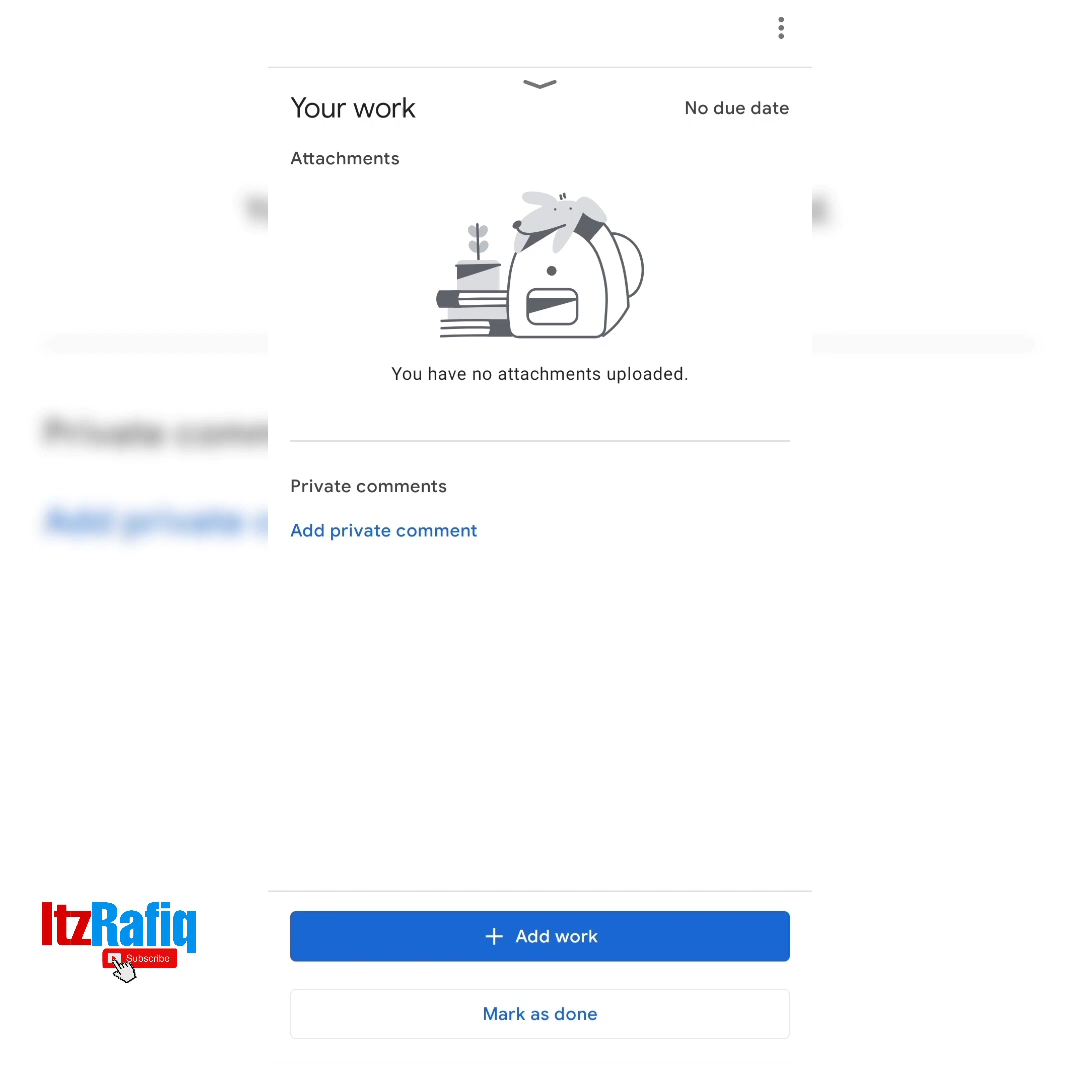 Your work
No due date
Attachments
You have no attachments uploaded.
Private comments
Add private comment
ItzRafiq
Subscribe
+ Add work
Mark as done